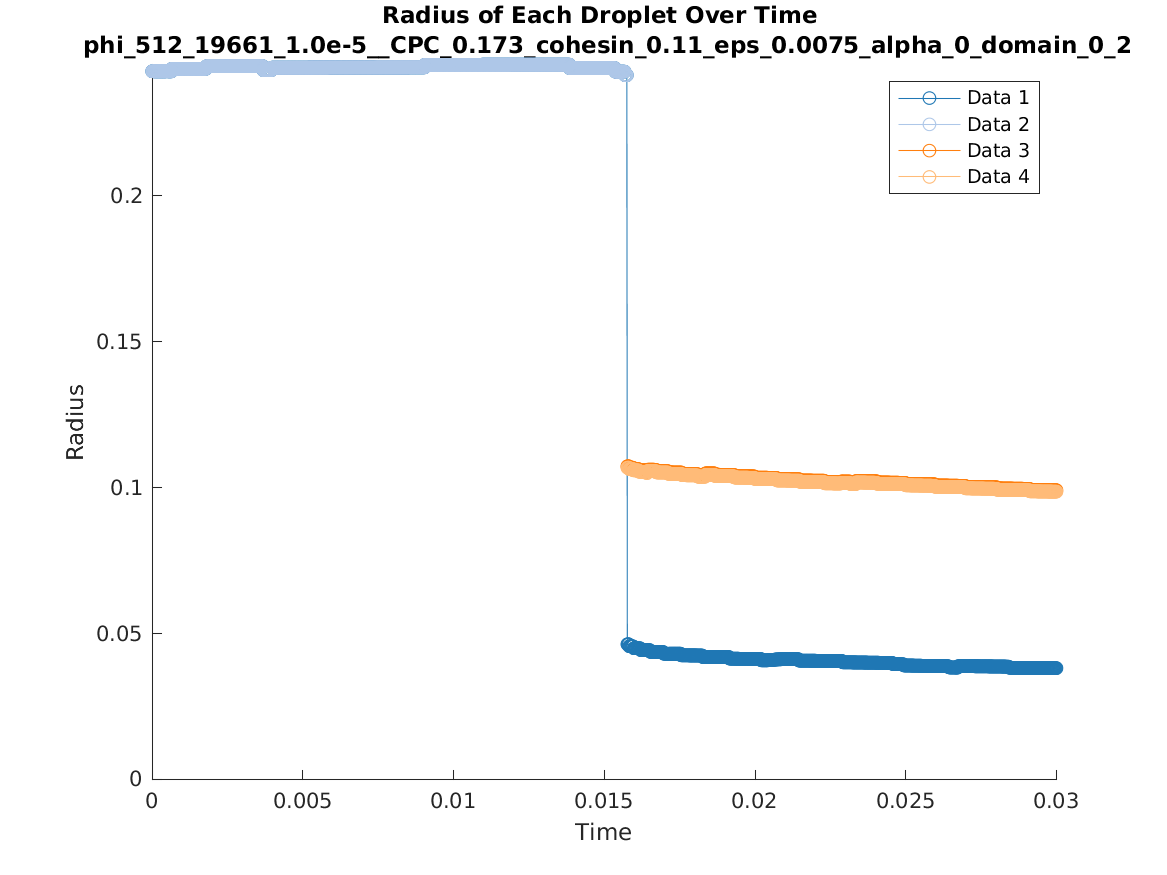 Radius of Each Droplet Over Time
phi_512_19661_1.0e-5__CPC_0.173_cohesin_0.11_eps_0.0075_alpha_0_domain_0_2
Data 1
Data 2
Data 3
Data 4
0.2
0.15
0.1
0.05
0
Radius
0 0.005 0.01 0.015 0.02 0.025 0.03
Time